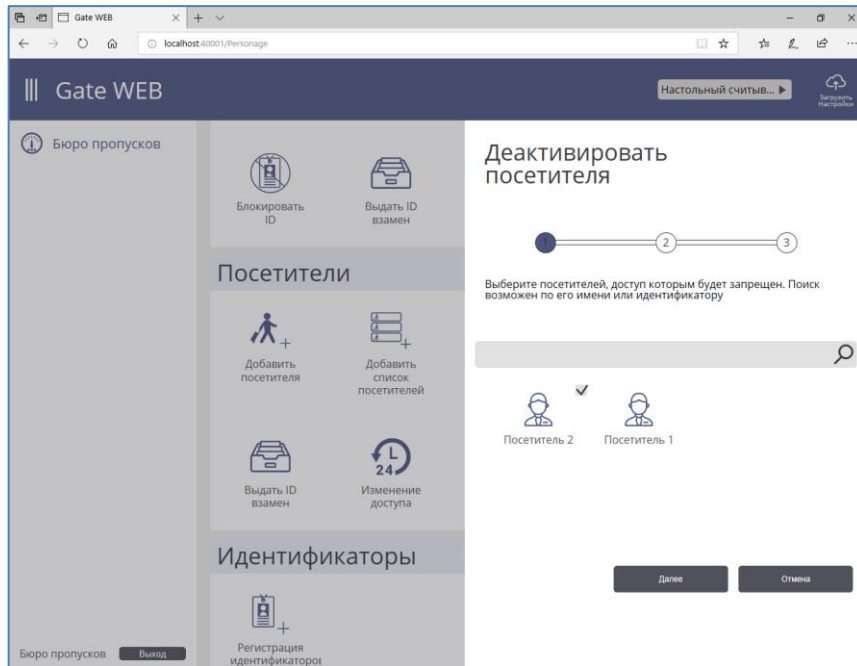 Gate WEB
localhost:40001/Personage
Gate WEB
Настольный считыв...
Загрузить
Настройки
Бюро пропусков
Блокировать
ID
Выдать ID
взамен
Посетители
Добавить
посетителя
Добавить
список
посетителей
Выдать ID
взамен
L
24
Изменение
доступа
Идентификаторы
Регистрация
идентификаторов
Бюро пропусков
Выход
Деактивировать
посетителя
1
2
3
Выберите посетителей, доступ которым будет запрещен. Поиск
возможен по его имени или идентификатору
Посетитель 2
Посетитель 1
Далее
Отмена